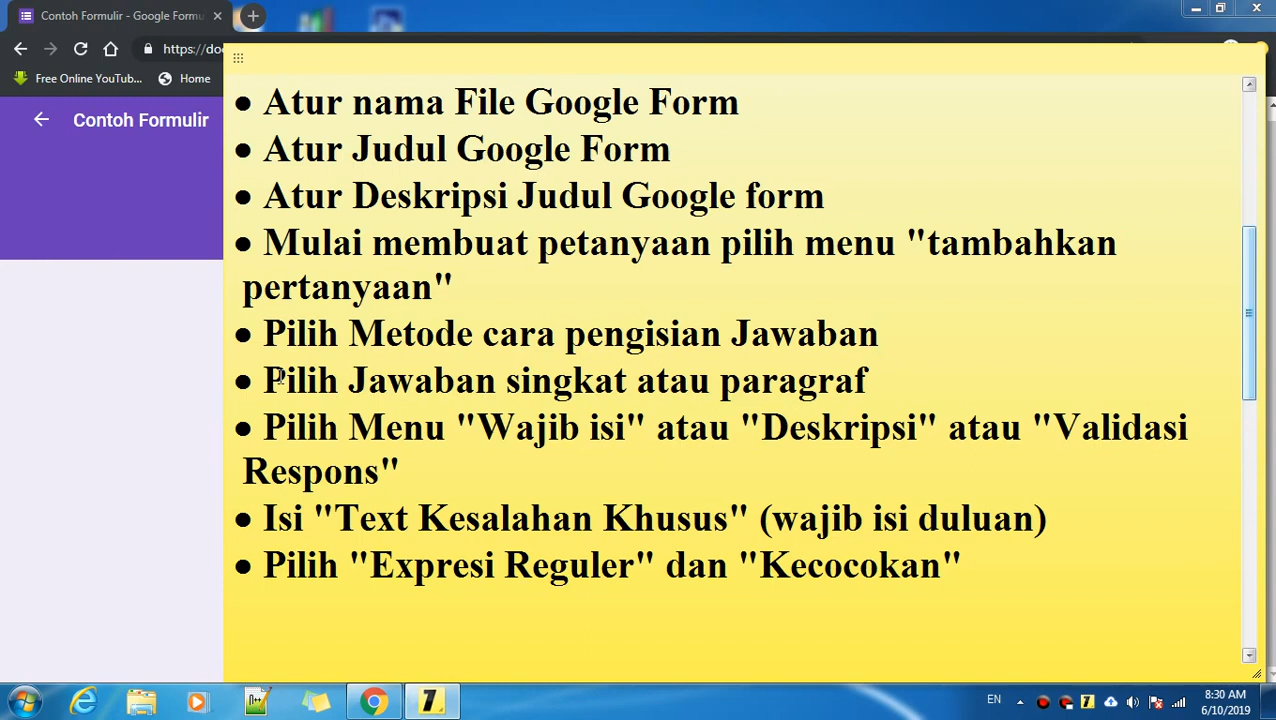 Contoh Formulir - Google Formu
https://doc
Free Online YouTub...
Home
Contoh Formulir
• Atur nama File Google Form
• Atur Judul Google Form
• Atur Deskripsi Judul Google form
• Mulai membuat petanyaan pilih menu "tambahkan
pertanyaan"
• Pilih Metode cara pengisian Jawaban
• Pilih Jawaban singkat atau paragraf
• Pilih Menu "Wajib isi" atau "Deskripsi" atau "Validasi
Respons"
• Isi "Text Kesalahan Khusus" (wajib isi duluan)
• Pilih "Expresi Reguler" dan "Kecocokan"
EN
8:30 AM
6/10/2019